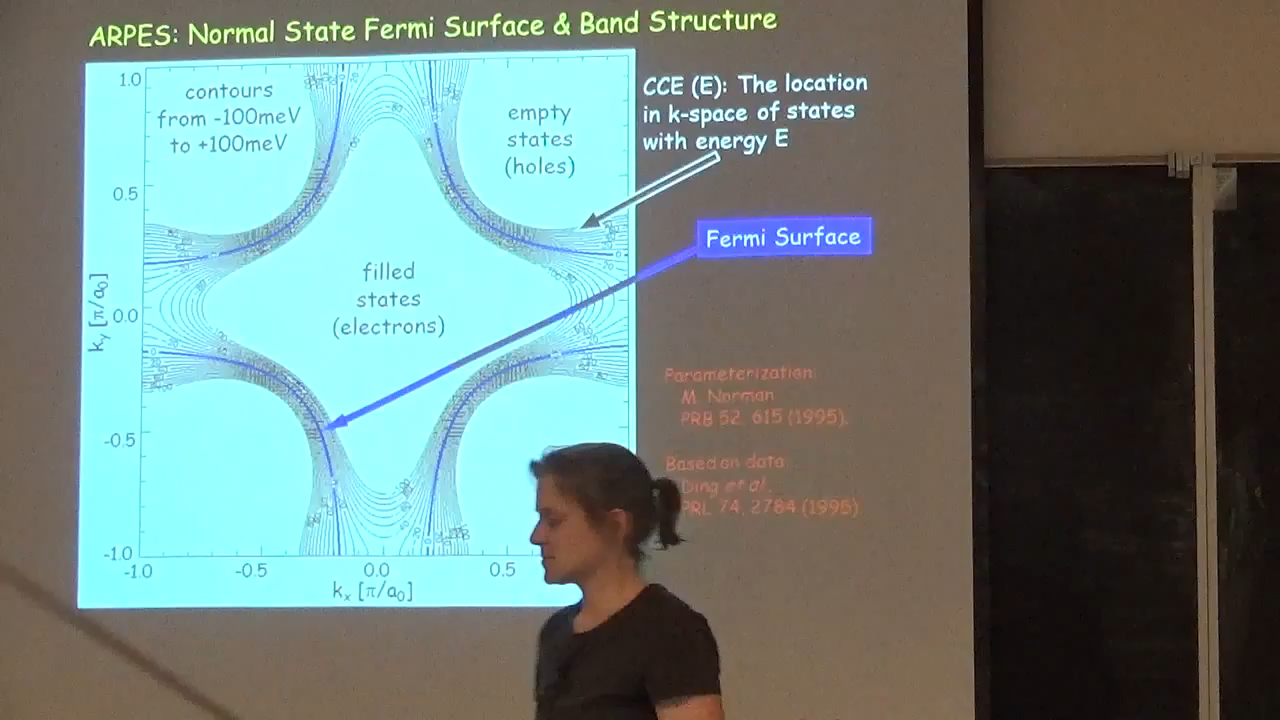 ARPES: Normal State Fermi Surface & Band Structure
contours
from -100meV
to +100meV
empty
states
(holes)
filled
states
(electrons)
CCE (E): The location
in k-space of states
with energy E
Fermi Surface
Parameterization:
M. Norman
PRB 52, 615 (1995).
Based on data:
Ding et al.,
PRL 74, 2784 (1995)
1.0
0.5
0.0
-0.5
-1.0
k_y [π/a₀]
-1.0 -0.5 0.0 0.5
kₓ [π/a₀]